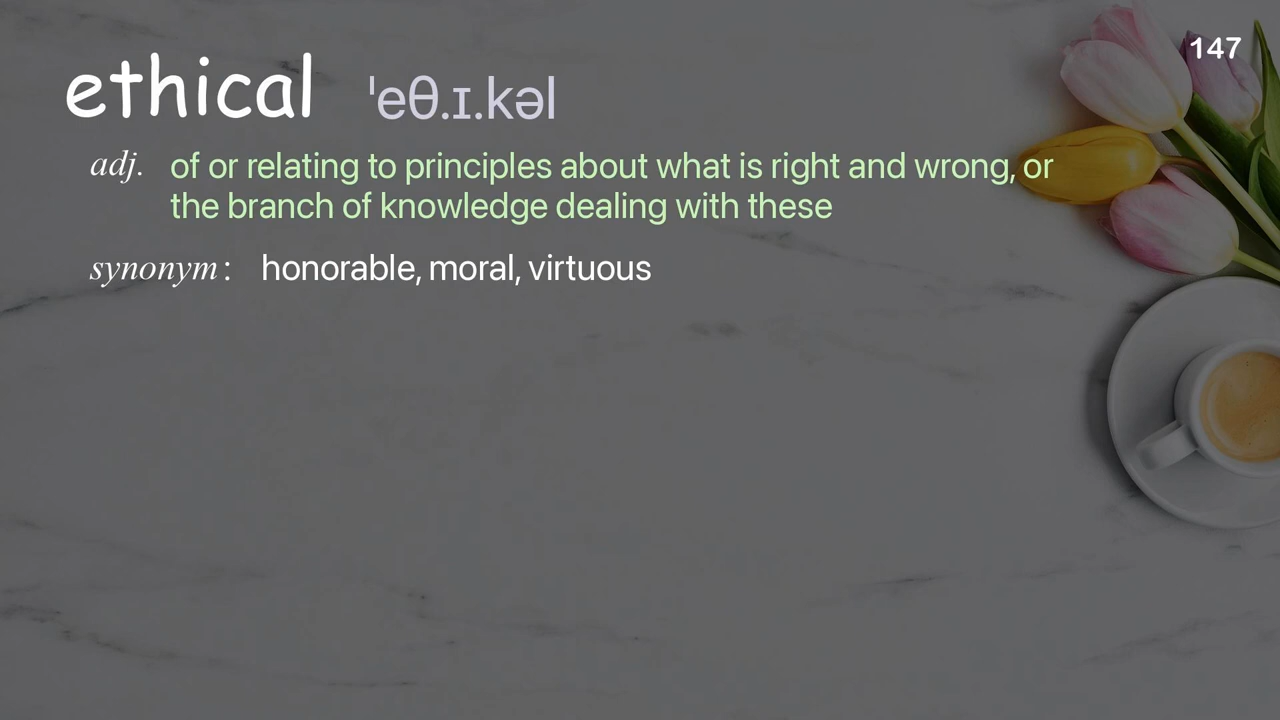 147
ethical ˈeθ.ɪ.kəl
adj. of or relating to principles about what is right and wrong, or
the branch of knowledge dealing with these
synonym: honorable, moral, virtuous